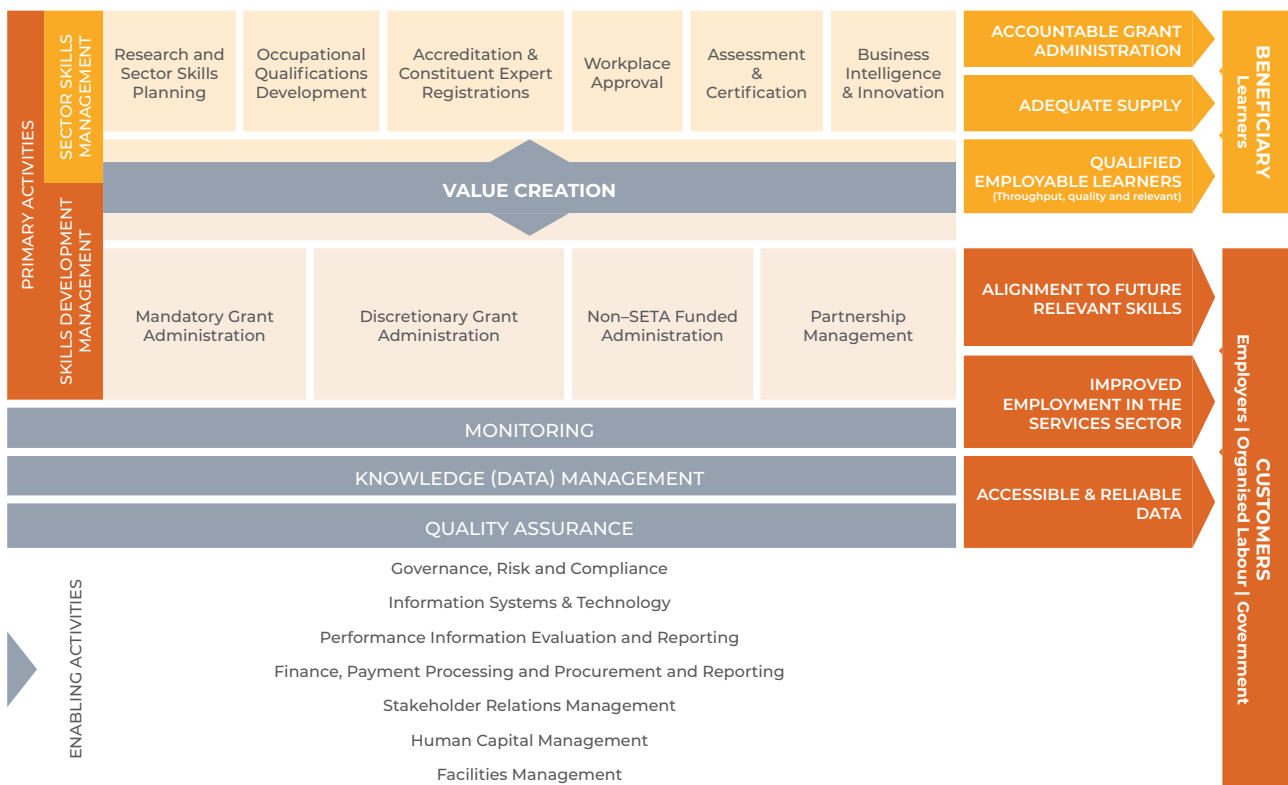 PRIMARY ACTIVITIES
SECTOR SKILLS
MANAGEMENT
Research and
Sector Skills
Planning
Occupational
Qualifications
Development
Accreditation &
Constituent Expert
Registrations
Workplace
Approval
Assessment
&
Certification
Business
Intelligence
& Innovation
VALUE CREATION
SKILLS DEVELOPMENT
MANAGEMENT
Mandatory Grant
Administration
Discretionary Grant
Administration
Non–SETA Funded
Administration
Partnership
Management
MONITORING
KNOWLEDGE (DATA) MANAGEMENT
QUALITY ASSURANCE
ENABLING ACTIVITIES
Governance, Risk and Compliance
Information Systems & Technology
Performance Information Evaluation and Reporting
Finance, Payment Processing and Procurement and Reporting
Stakeholder Relations Management
Human Capital Management
Facilities Management
ACCOUNTABLE GRANT
ADMINISTRATION
ADEQUATE SUPPLY
QUALIFIED
EMPLOYABLE LEARNERS
(Throughput, quality and relevant)
BENEFICIARY
Learners
ALIGNMENT TO FUTURE
RELEVANT SKILLS
IMPROVED
EMPLOYMENT IN THE
SERVICES SECTOR
ACCESSIBLE & RELIABLE
DATA
CUSTOMERS
Employers | Organised Labour | Government